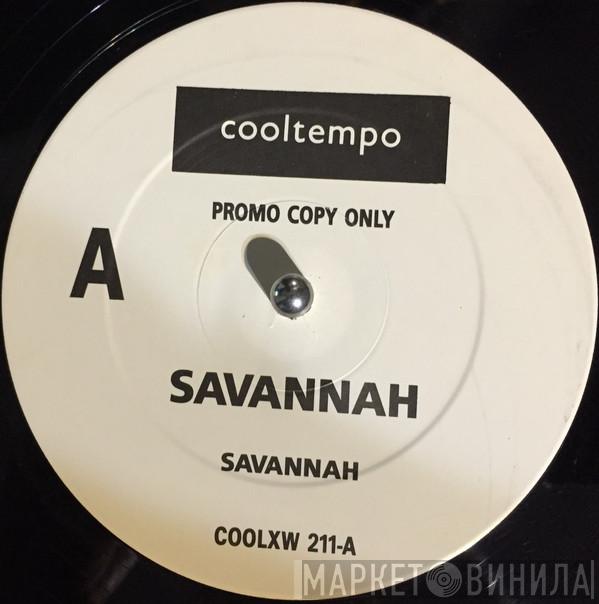 cooltempo
PROMO COPY ONLY
A
SAVANNAH
SAVANNAH
COOLXW 211-A
МАРКЕТ ВИНИЛА